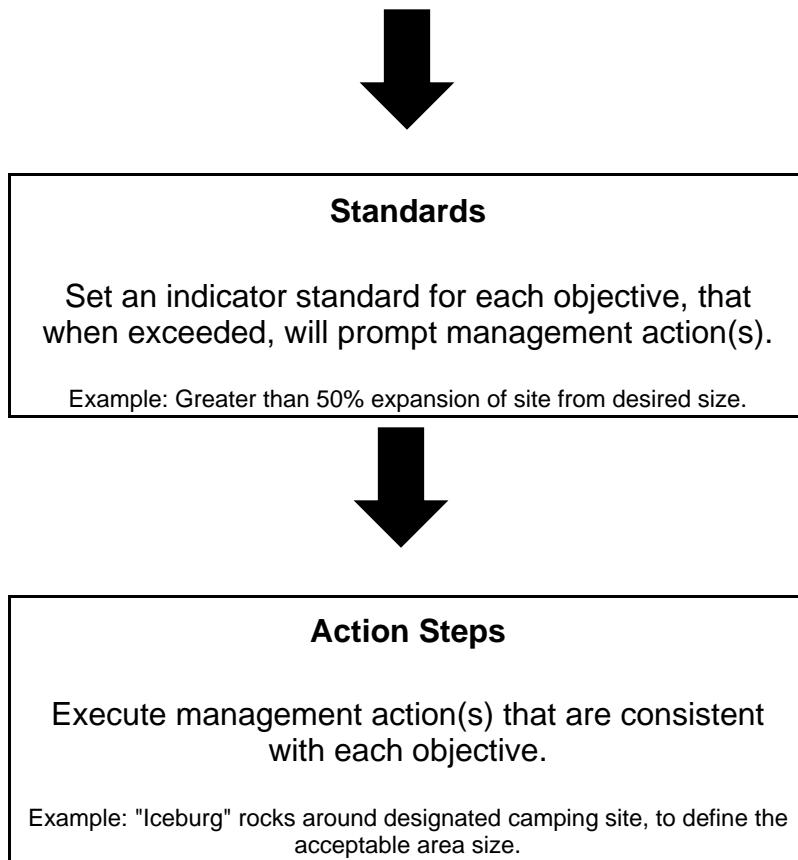 Standards
Set an indicator standard for each objective, that
when exceeded, will prompt management action(s).
Example: Greater than 50% expansion of site from desired size.
Action Steps
Execute management action(s) that are consistent
with each objective.
Example: "Iceburg" rocks around designated camping site, to define the
acceptable area size.